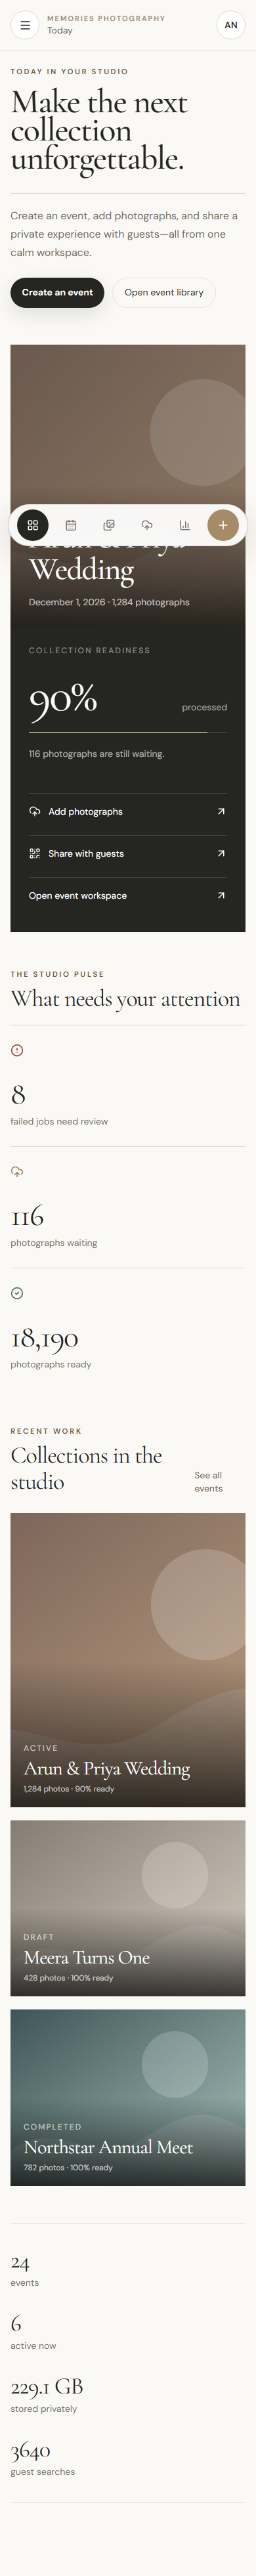 MEMORIES PHOTOGRAPHY
Today
AN
TODAY IN YOUR STUDIO
Make the next
collection
unforgettable.
Create an event, add photographs, and share a
private experience with guests—all from one
calm workspace.
Create an event
Open event library
Wedding
December 1, 2026 · 1,284 photographs
COLLECTION READINESS
90%
processed
116 photographs are still waiting.
Add photographs
Share with guests
Open event workspace
THE STUDIO PULSE
What needs your attention
8
failed jobs need review
116
photographs waiting
18,190
photographs ready
RECENT WORK
Collections in the
studio
See all
events
ACTIVE
Arun & Priya Wedding
1,284 photos · 90% ready
DRAFT
Meera Turns One
428 photos · 100% ready
COMPLETED
Northstar Annual Meet
782 photos · 100% ready
24
events
6
active now
229.1 GB
stored privately
3640
guest searches